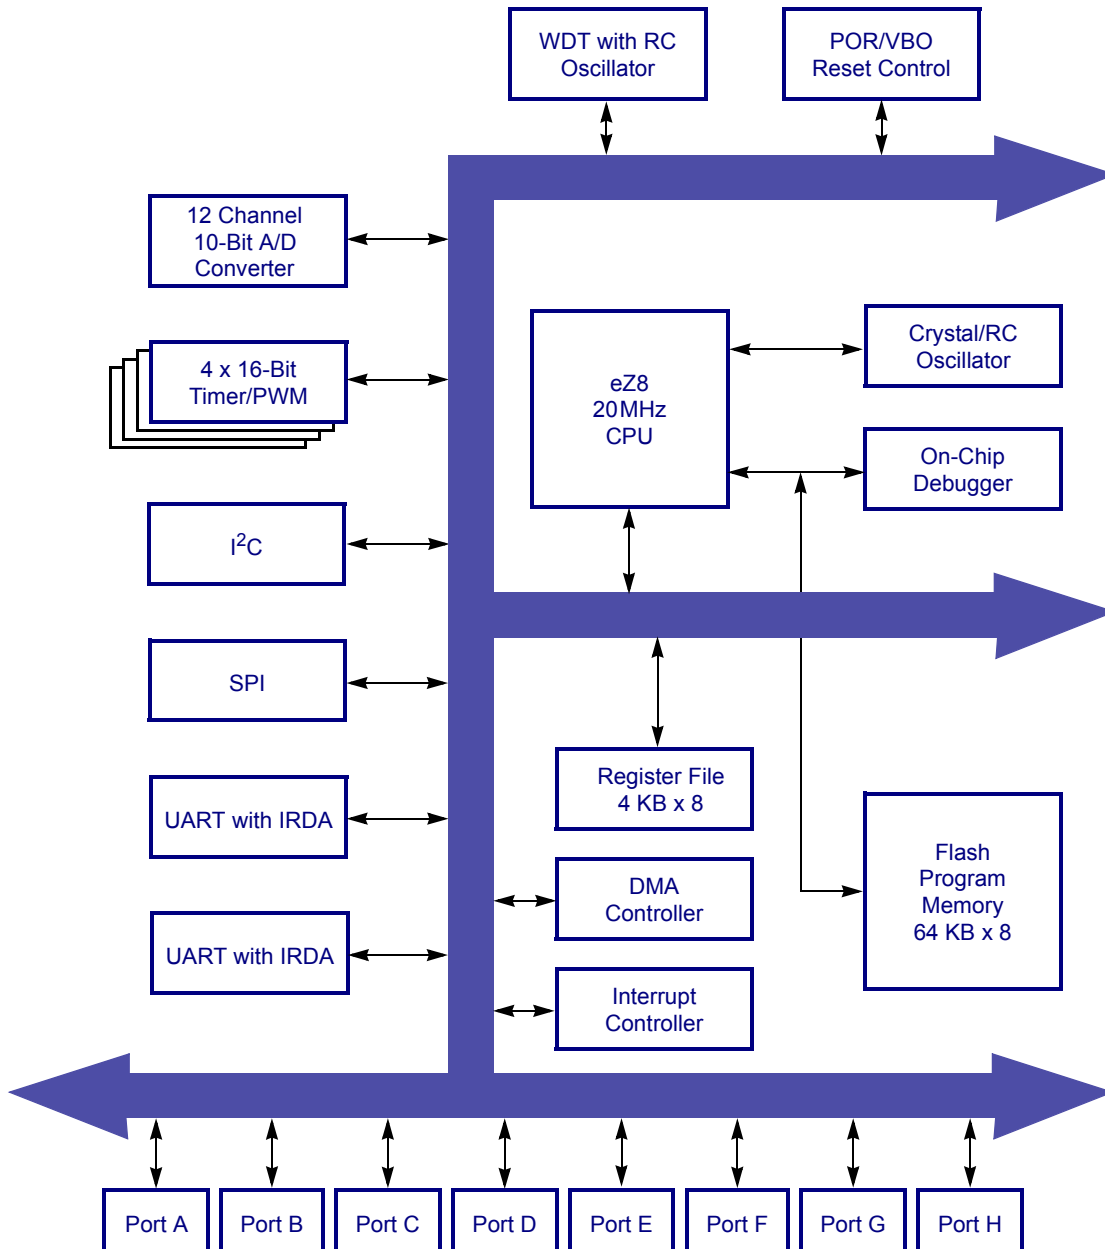 WDT with RC
Oscillator
POR/VBO
Reset Control
12 Channel
10-Bit A/D
Converter
4 x 16-Bit
Timer/PWM
eZ8
20MHz
CPU
Crystal/RC
Oscillator
On-Chip
Debugger
I²C
SPI
Register File
4 KB x 8
UART with IRDA
Flash
Program
Memory
64 KB x 8
DMA
Controller
UART with IRDA
Interrupt
Controller
Port A
Port B
Port C
Port D
Port E
Port F
Port G
Port H